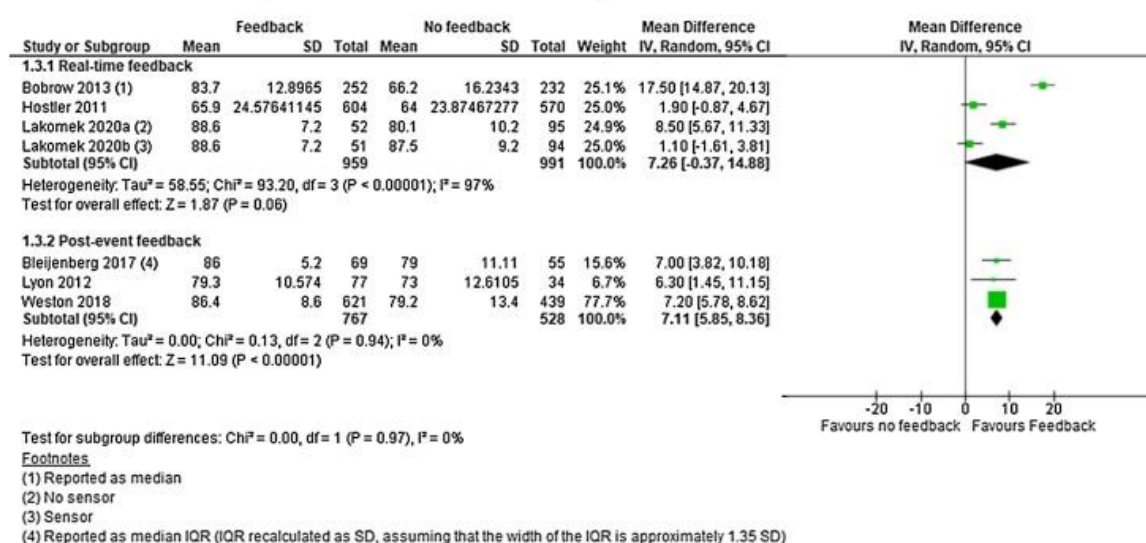 Feedback No feedback Mean Difference Mean Difference
Study or Subgroup Mean SD Total Mean SD Total Weight IV, Random, 95% CI IV, Random, 95% CI
1.3.1 Real-time feedback
Bobrow 2013 (1) 83.7 12.8965 252 66.2 16.2343 232 25.1% 17.50 [14.87, 20.13]
Hostler 2011 65.9 24.57641145 604 64 23.87467277 570 25.0% 1.90 [-0.87, 4.67]
Lakomek 2020a (2) 88.6 7.2 52 80.1 10.2 95 24.9% 8.50 [5.67, 11.33]
Lakomek 2020b (3) 88.6 7.2 51 87.5 9.2 94 25.0% 1.10 [-1.61, 3.81]
Subtotal (95% CI) 959 991 100.0% 7.26 [-0.37, 14.88]
Heterogeneity: Tau² = 58.55; Chi² = 93.20, df = 3 (P < 0.00001); I² = 97%
Test for overall effect: Z = 1.87 (P = 0.06)
1.3.2 Post-event feedback
Bleijenberg 2017 (4) 86 5.2 69 79 11.11 55 15.6% 7.00 [3.82, 10.18]
Lyon 2012 79.3 10.574 77 73 12.6105 34 6.7% 6.30 [1.45, 11.15]
Weston 2018 86.4 8.6 621 79.2 13.4 439 77.7% 7.20 [5.78, 8.62]
Subtotal (95% CI) 767 528 100.0% 7.11 [5.85, 8.36]
Heterogeneity: Tau² = 0.00; Chi² = 0.13, df = 2 (P = 0.94); I² = 0%
Test for overall effect: Z = 11.09 (P < 0.00001)
-20 -10 0 10 20
Favours no feedback Favours Feedback
Test for subgroup differences: Chi² = 0.00, df = 1 (P = 0.97), I² = 0%
Footnotes
(1) Reported as median
(2) No sensor
(3) Sensor
(4) Reported as median IQR (IQR recalculated as SD, assuming that the width of the IQR is approximately 1.35 SD)